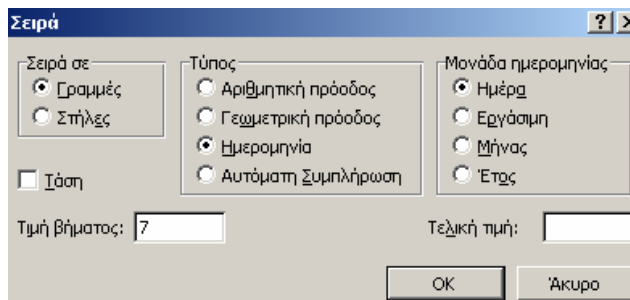 Σειρά
Σειρά σε
Γραμμές
Στήλες
Τάση
Τύπος
Αριθμητική πρόοδος
Γεωμετρική πρόοδος
Ημερομηνία
Αυτόματη Συμπλήρωση
Μονάδα ημερομηνίας
Ημέρα
Εργάσιμη
Μήνας
Έτος
Τιμή βήματος: 7
Τελική τιμή:
OK
Άκυρο